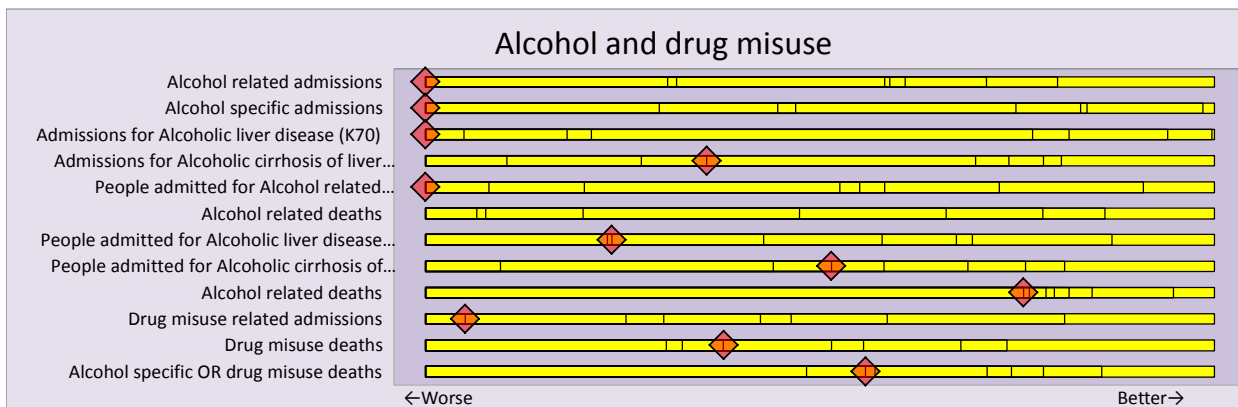 Alcohol and drug misuse
Alcohol related admissions
Alcohol specific admissions
Admissions for Alcoholic liver disease (K70)
Admissions for Alcoholic cirrhosis of liver…
People admitted for Alcohol related…
Alcohol related deaths
People admitted for Alcoholic liver disease…
People admitted for Alcoholic cirrhosis of…
Alcohol related deaths
Drug misuse related admissions
Drug misuse deaths
Alcohol specific OR drug misuse deaths
←Worse Better→